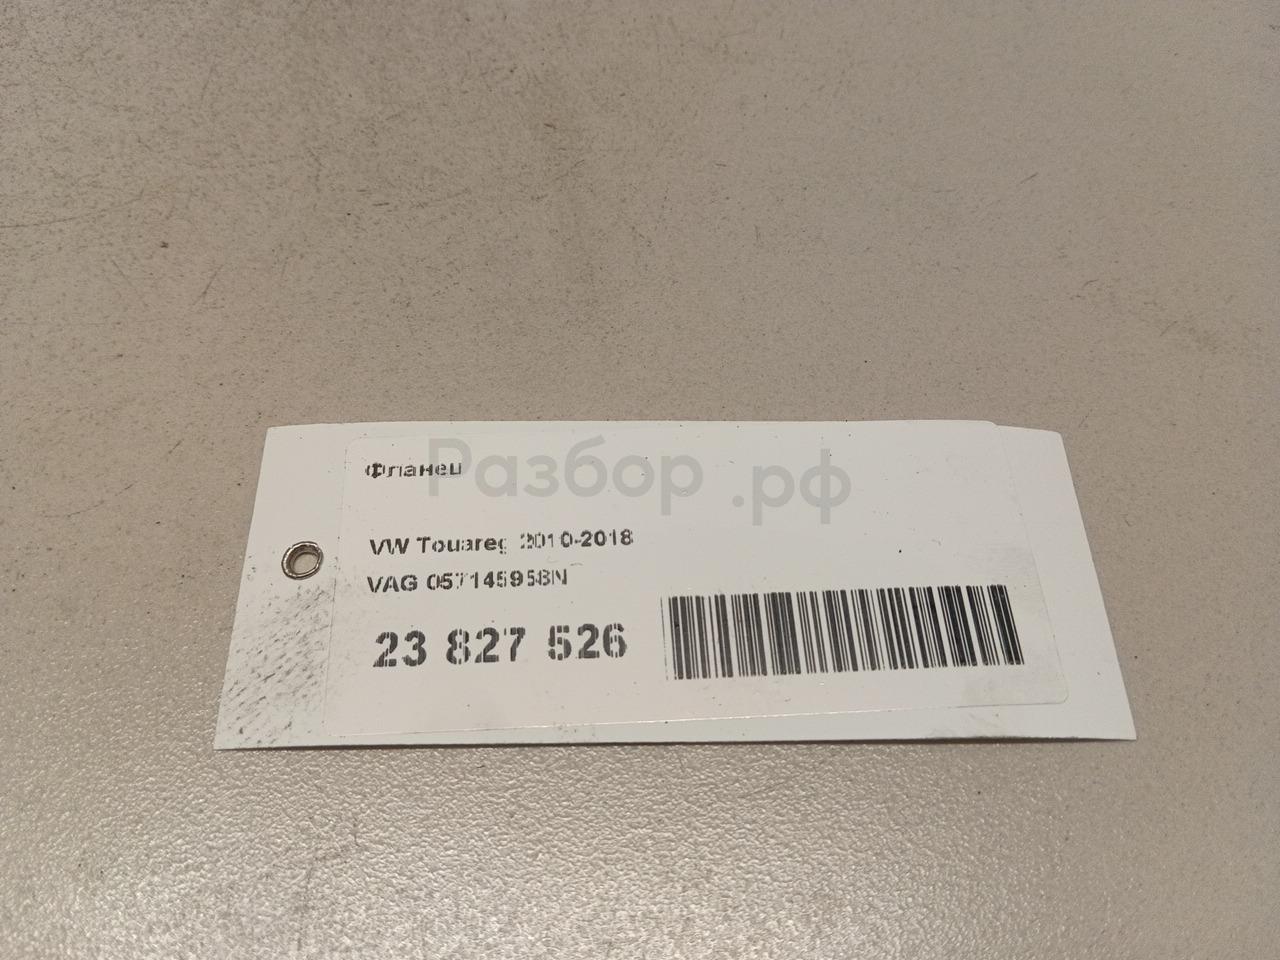 Фланец
Разбор.рф
VW Touareg 2010-2018
VAG 057145958N
23 827 526